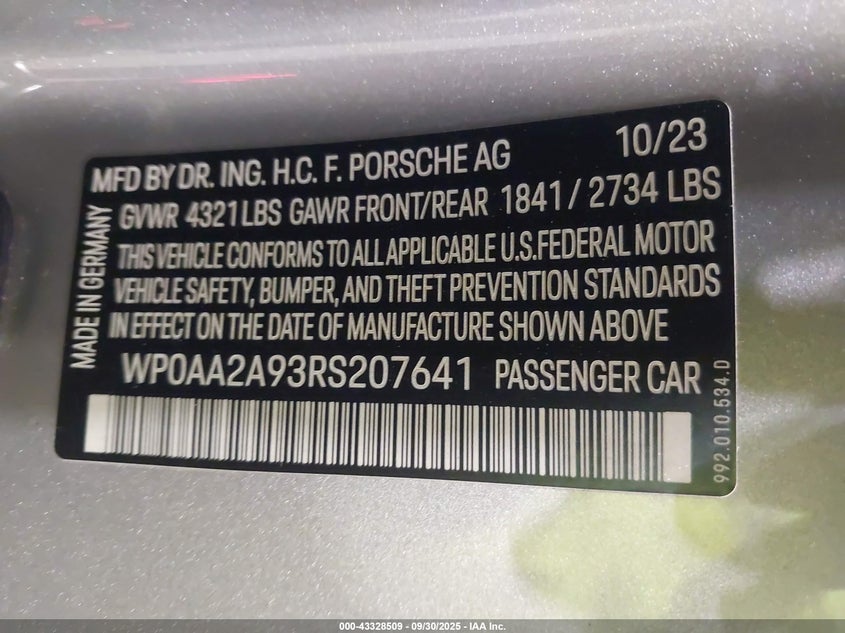 MFD BY DR. ING. H.C. F. PORSCHE AG 10/23
GVWR 4321 LBS GAWR FRONT/REAR 1841 / 2734 LBS
THIS VEHICLE CONFORMS TO ALL APPLICABLE U.S.FEDERAL MOTOR
VEHICLE SAFETY, BUMPER, AND THEFT PREVENTION STANDARDS
IN EFFECT ON THE DATE OF MANUFACTURE SHOWN ABOVE
WP0AA2A93RS207641 PASSENGER CAR
MADE IN GERMANY
992.010.534.D
000-43328509 - 09/30/2025 - IAA Inc.